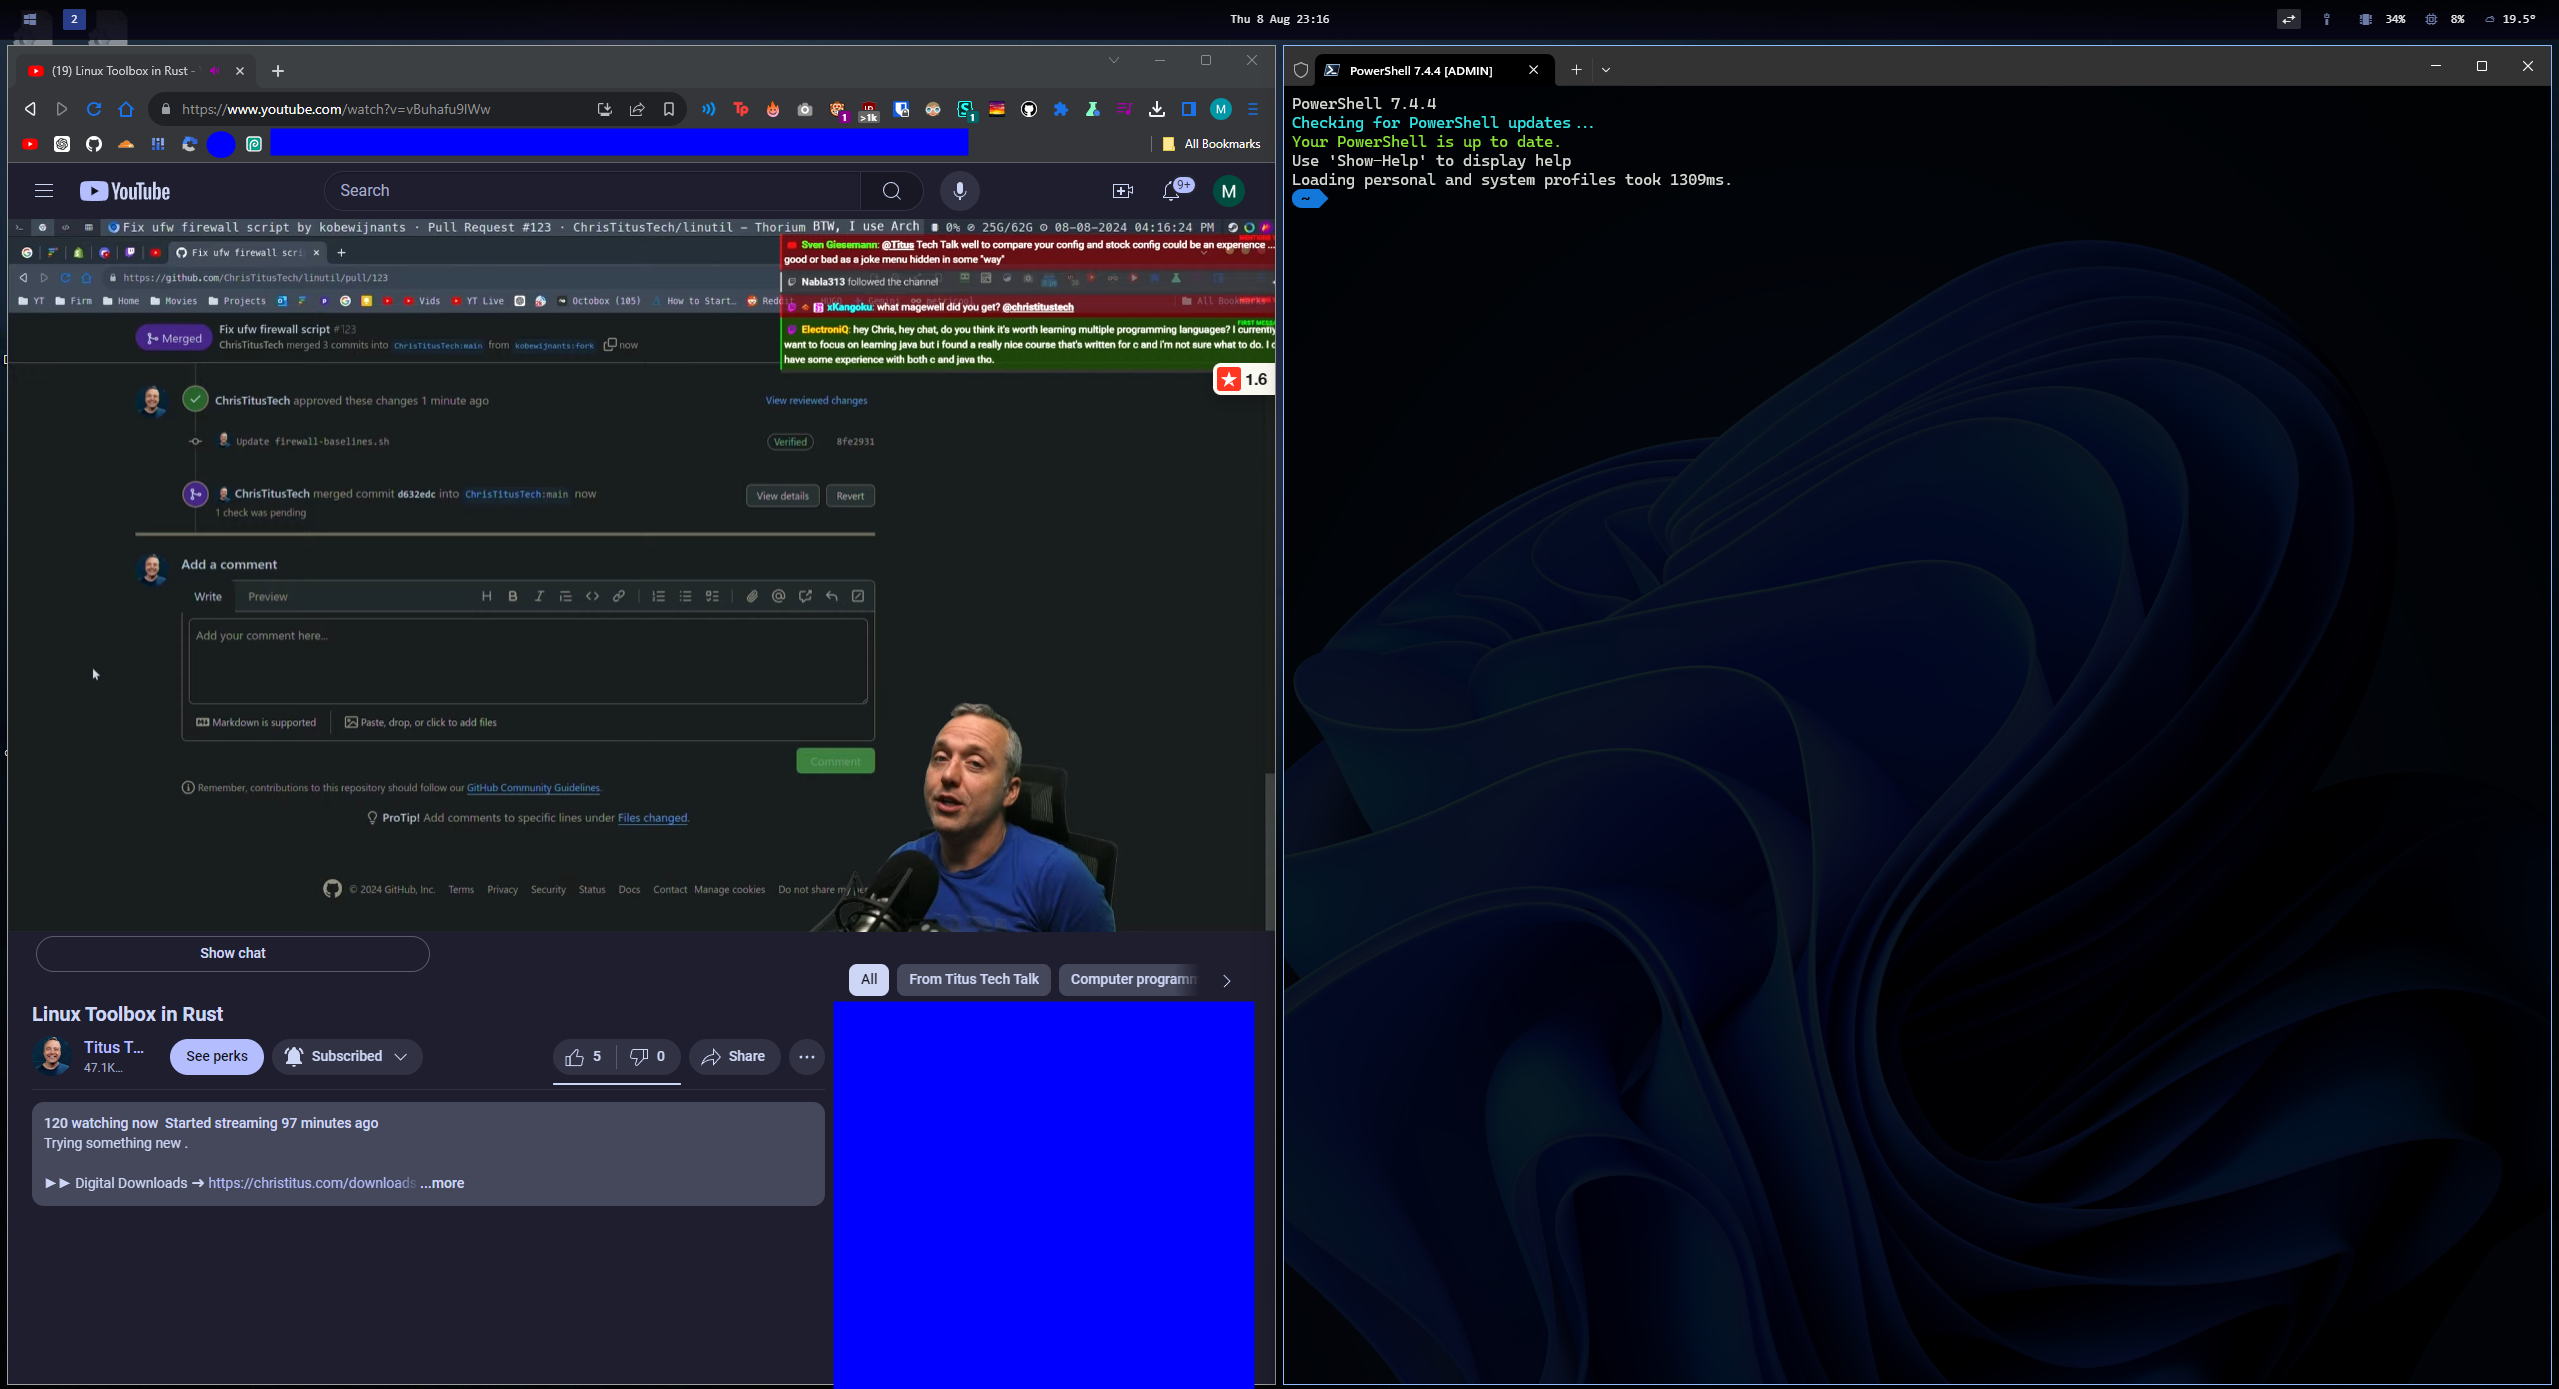 2
Thu 8 Aug 23:16
34%
8%
19.5°
(19) Linux Toolbox in Rust -
https://www.youtube.com/watch?v=vBuhafu9IWw
Tp
1
>1k
1
M
All Bookmarks
YouTube
Search
9+
M
Fix ufw firewall script by kobewijnants · Pull Request #123 · ChrisTitusTech/linutil – Thorium
BTW, I use Arch
0%
25G/62G
08-08-2024 04:16:24 PM
Fix ufw firewall scri
https://github.com/ChrisTitusTech/linutil/pull/123
YT
Firm
Home
Movies
Projects
Vids
YT Live
Octobox (105)
How to Start…
Reddit
All Bookmarks
Sven Giesemann: @Titus Tech Talk well to compare your config and stock config could be an experience ...
good or bad as a joke menu hidden in some "way"
Nabla313 followed the channel
xKangoku: what magewell did you get? @christitustech
FIRST MESSA
ElectroniQ: hey Chris, hey chat, do you think it's worth learning multiple programming languages? I currently
want to focus on learning java but i found a really nice course that's written for c and i'm not sure what to do. I
have some experience with both c and java tho.
1.6
Merged
Fix ufw firewall script #123
ChrisTitusTech merged 3 commits into ChrisTitusTech:main from kobewijnants:fork now
ChrisTitusTech approved these changes 1 minute ago
View reviewed changes
Update firewall-baselines.sh
Verified
8fe2931
ChrisTitusTech merged commit d632edc into ChrisTitusTech:main now
View details
Revert
1 check was pending
Add a comment
Write
Preview
Add your comment here...
Markdown is supported
Paste, drop, or click to add files
Comment
Remember, contributions to this repository should follow our GitHub Community Guidelines.
ProTip! Add comments to specific lines under Files changed.
© 2024 GitHub, Inc.
Terms
Privacy
Security
Status
Docs
Contact
Manage cookies
Do not share my
Show chat
All
From Titus Tech Talk
Computer programm
Linux Toolbox in Rust
Titus T…
47.1K…
See perks
Subscribed
5
0
Share
120 watching now Started streaming 97 minutes ago
Trying something new .
►► Digital Downloads ➜ https://christitus.com/downloads ...more
PowerShell 7.4.4 [ADMIN]
PowerShell 7.4.4
Checking for PowerShell updates...
Your PowerShell is up to date.
Use 'Show-Help' to display help
Loading personal and system profiles took 1309ms.
~